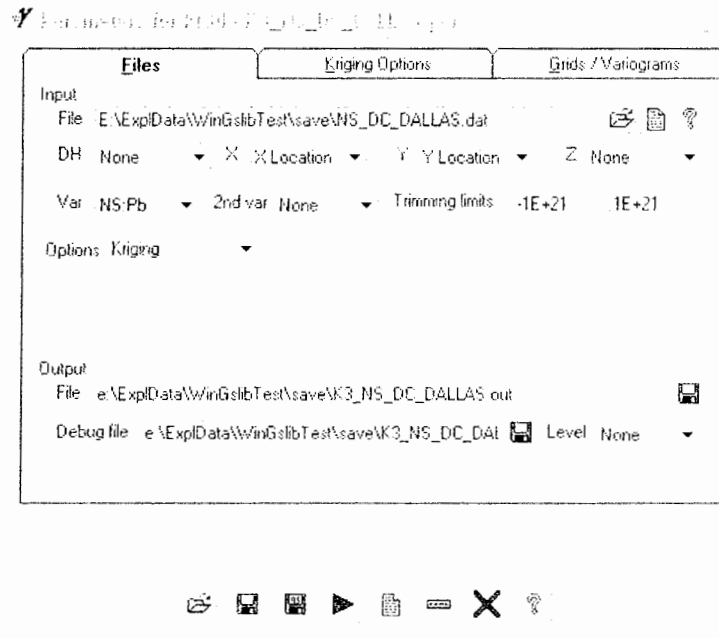 Files Kriging Options Grids / Variograms
Input
File E:\ExplData\WinGslibTest\save\NS_DC_DALLAS.dat
DH None X X Location Y Y Location Z None
Var NS:Pb 2nd var None Trimming limits -1E+21 1E+21
Options Kriging
Output
File e:\ExplData\WinGslibTest\save\K3_NS_DC_DALLAS.out
Debug file e:\ExplData\WinGslibTest\save\K3_NS_DC_DAL Level None